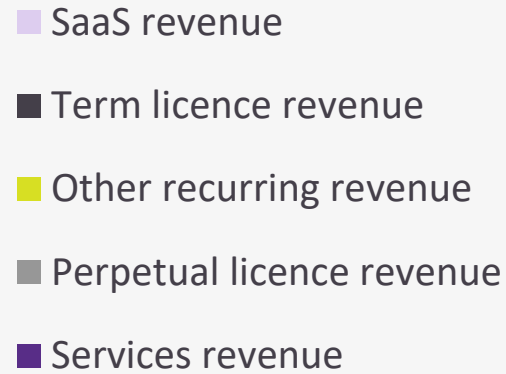 SaaS revenue
Term licence revenue
Other recurring revenue
Perpetual licence revenue
Services revenue